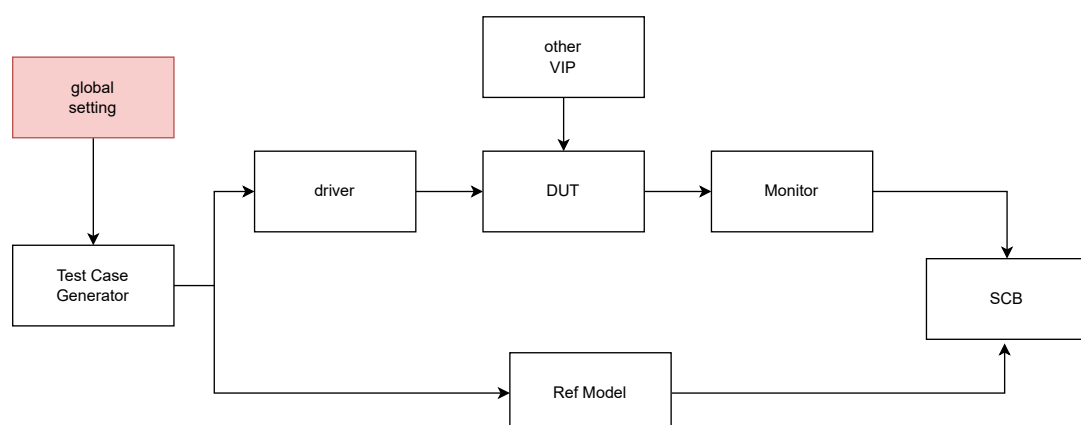 other
VIP
global
setting
driver
DUT
Monitor
Test Case
Generator
SCB
Ref Model